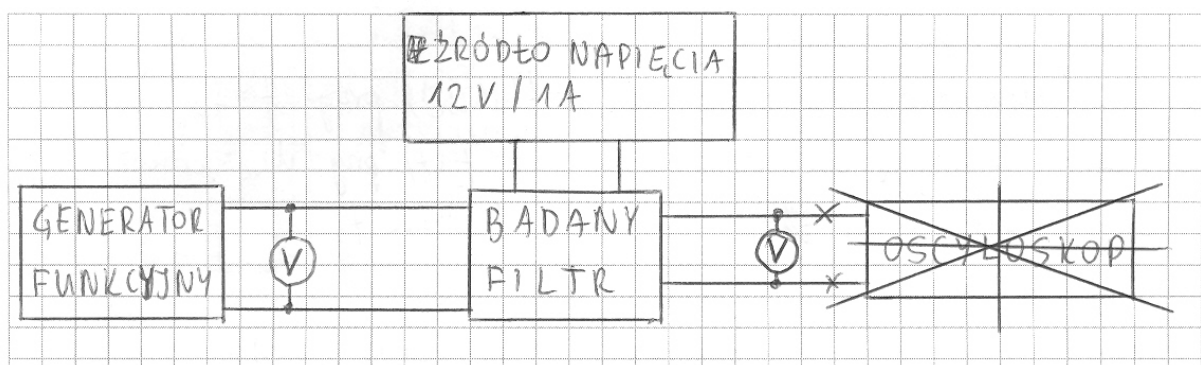 ŹRÓDŁO NAPIĘCIA
12V / 1A
GENERATOR
FUNKCYJNY
V
BADANY
FILTR
V
OSCYLOSKOP